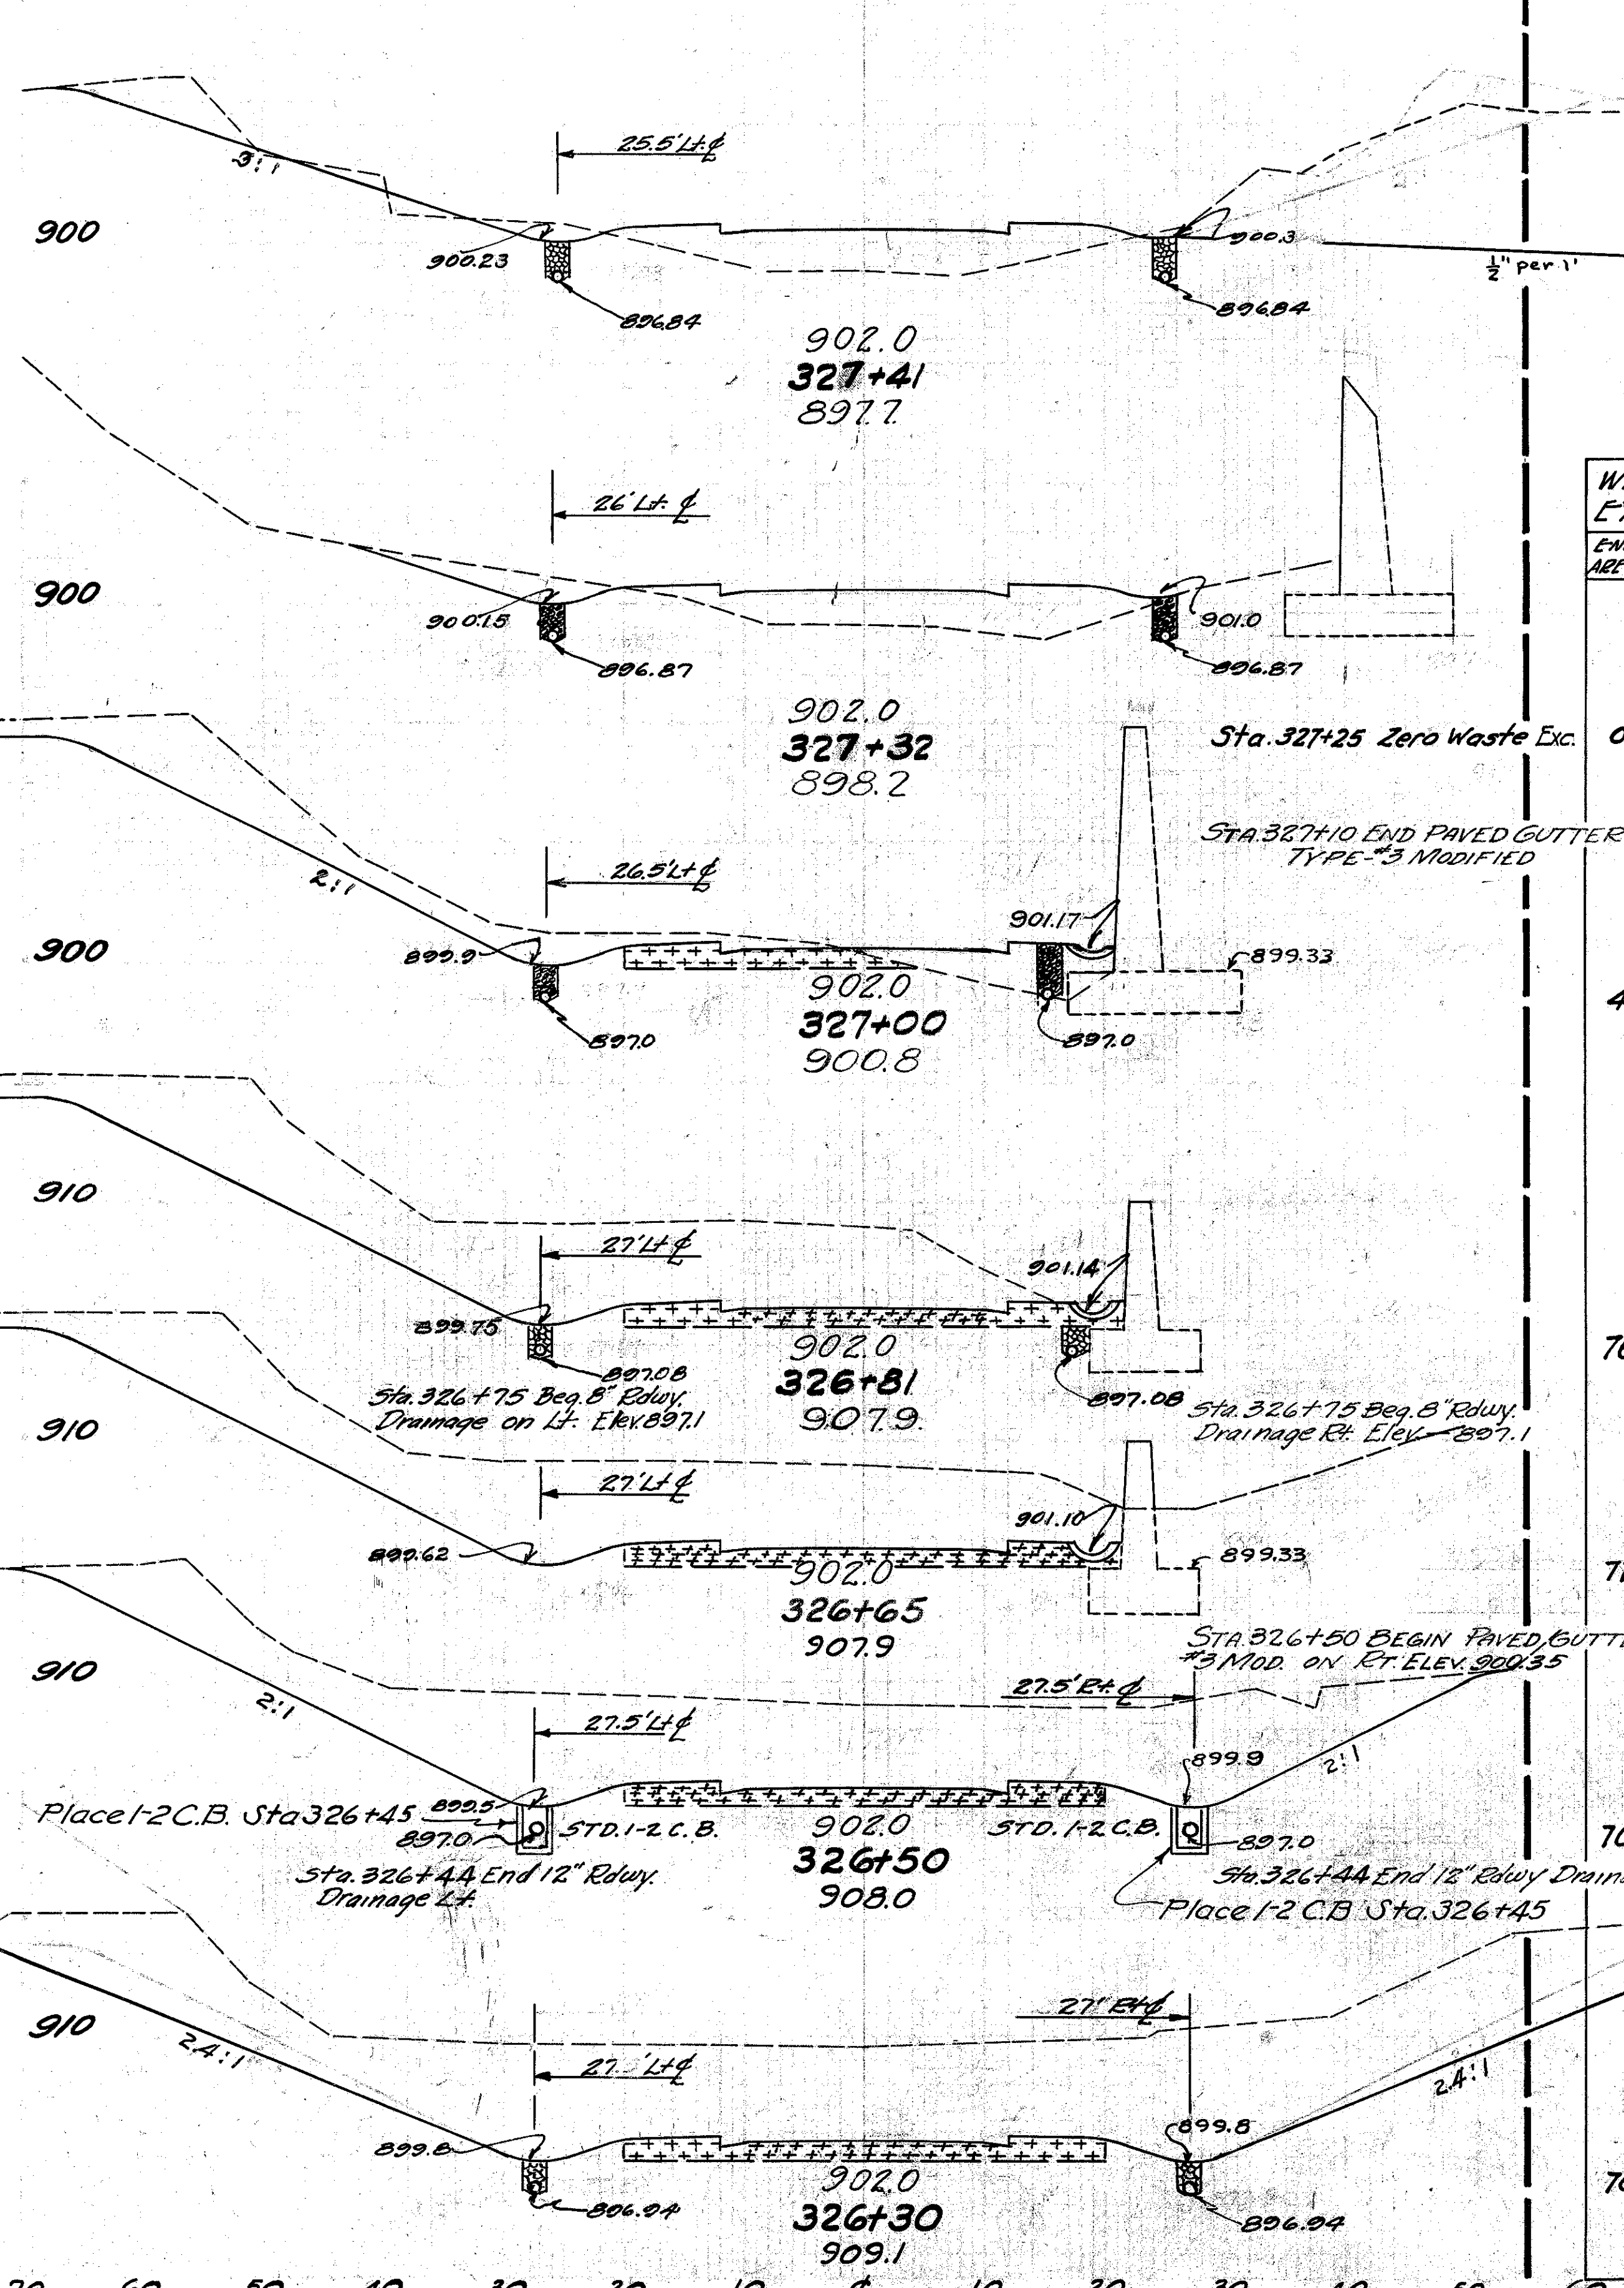 25.5' Lt. ℄
3:1
900
900.23
900.3
½" per 1'
896.84
896.84
902.0
327+41
897.7
26' Lt. ℄
900
900.15
901.0
896.87
896.87
902.0
327+32
898.2
Sta. 327+25 Zero Waste Exc.
STA. 327+10 END PAVED GUTTER
TYPE-#3 MODIFIED
2:1
26.5' Lt ℄
901.17
900
899.9
899.33
902.0
327+00
900.8
897.0
897.0
910
27' Lt ℄
901.14
899.75
902.0
326+81
907.9
897.08
897.08
Sta. 326+75 Beg. 8" Rdwy.
Drainage on Lt. Elev 897.1
Sta. 326+75 Beg. 8" Rdwy.
Drainage Rt. Elev. 897.1
910
27' Lt ℄
901.10
899.62
899.33
902.0
326+65
907.9
STA. 326+50 BEGIN PAVED
#3 MOD. ON RT. ELEV. 900.35
910
27.5' Rt. ℄
2:1
27.5' Lt ℄
899.9
2:1
Place 1-2 C.B. Sta 326+45
899.5
897.0
STD. 1-2 C.B.
902.0
STD. 1-2 C.B.
897.0
326+50
908.0
Sta. 326+44 End 12" Rdwy.
Drainage Lt.
Sta. 326+44 End 12" Rdwy
Place 1-2 C.B Sta. 326+45
910
27' Rt ℄
2.4:1
27' Lt ℄
2.4:1
899.8
899.8
902.0
326+30
909.1
896.94
896.94